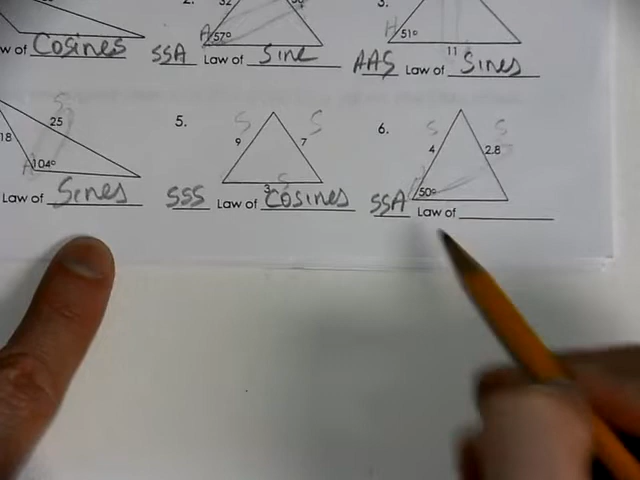 2. 32 3.
A 57° A 51°
w of Cosines SSA Law of Sine AAS 11 Law of Sines
S 25 5. S S 6. S S
18 9 7 4 2.8
A 104° 3 S 50°
Law of Sines SSS Law of Cosines SSA Law of